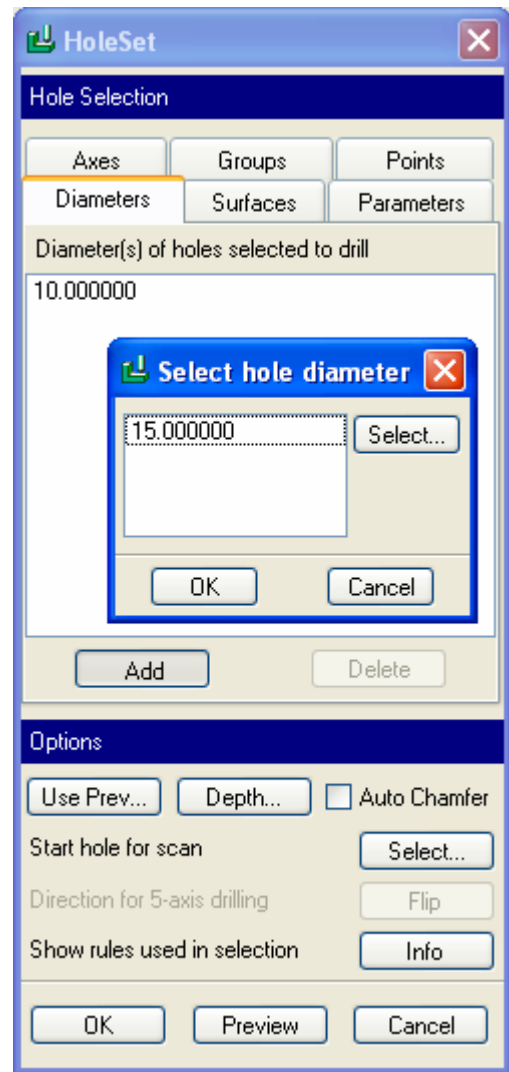 HoleSet
Hole Selection
Axes Groups Points
Diameters Surfaces Parameters
Diameter(s) of holes selected to drill
10.000000
Select hole diameter
15.000000 Select...
OK Cancel
Add Delete
Options
Use Prev... Depth... Auto Chamfer
Start hole for scan Select...
Direction for 5-axis drilling Flip
Show rules used in selection Info
OK Preview Cancel